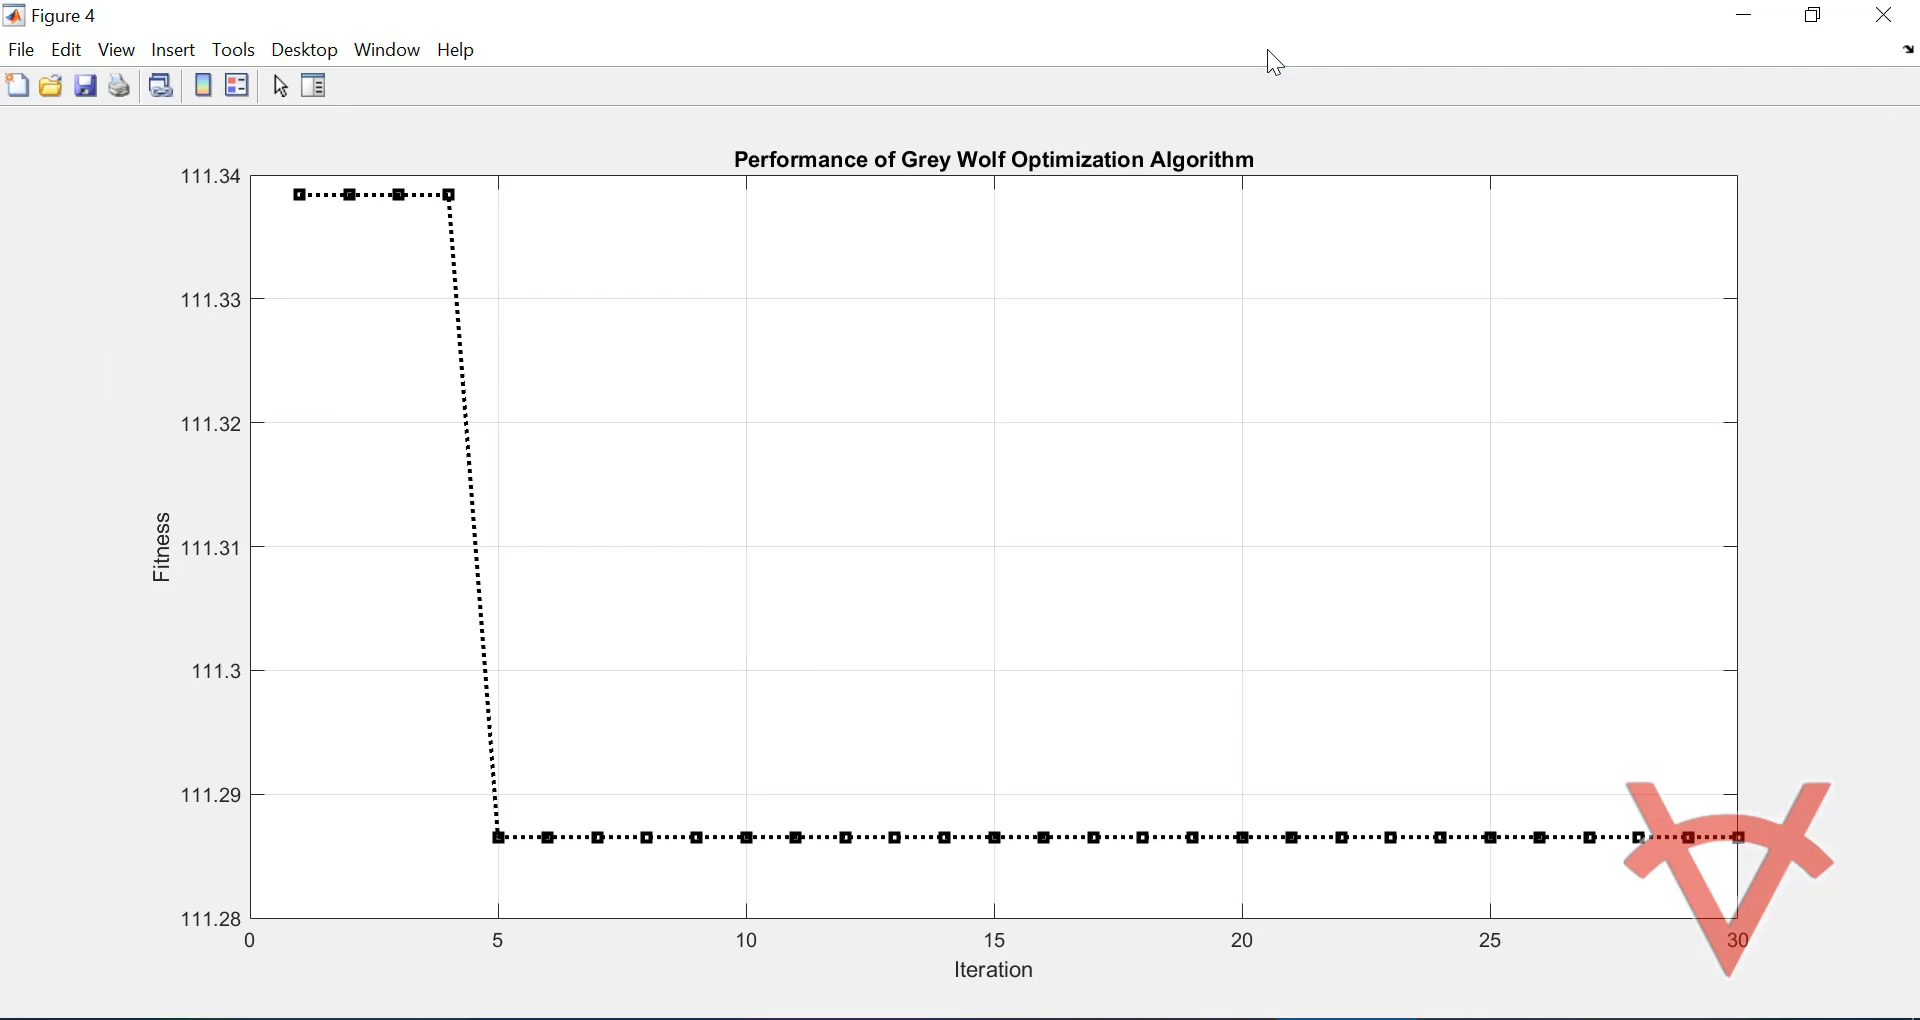 Figure 4
File Edit View Insert Tools Desktop Window Help
Performance of Grey Wolf Optimization Algorithm
111.34
111.33
111.32
111.31
111.3
111.29
111.28
Fitness
0 5 10 15 20 25 30
Iteration